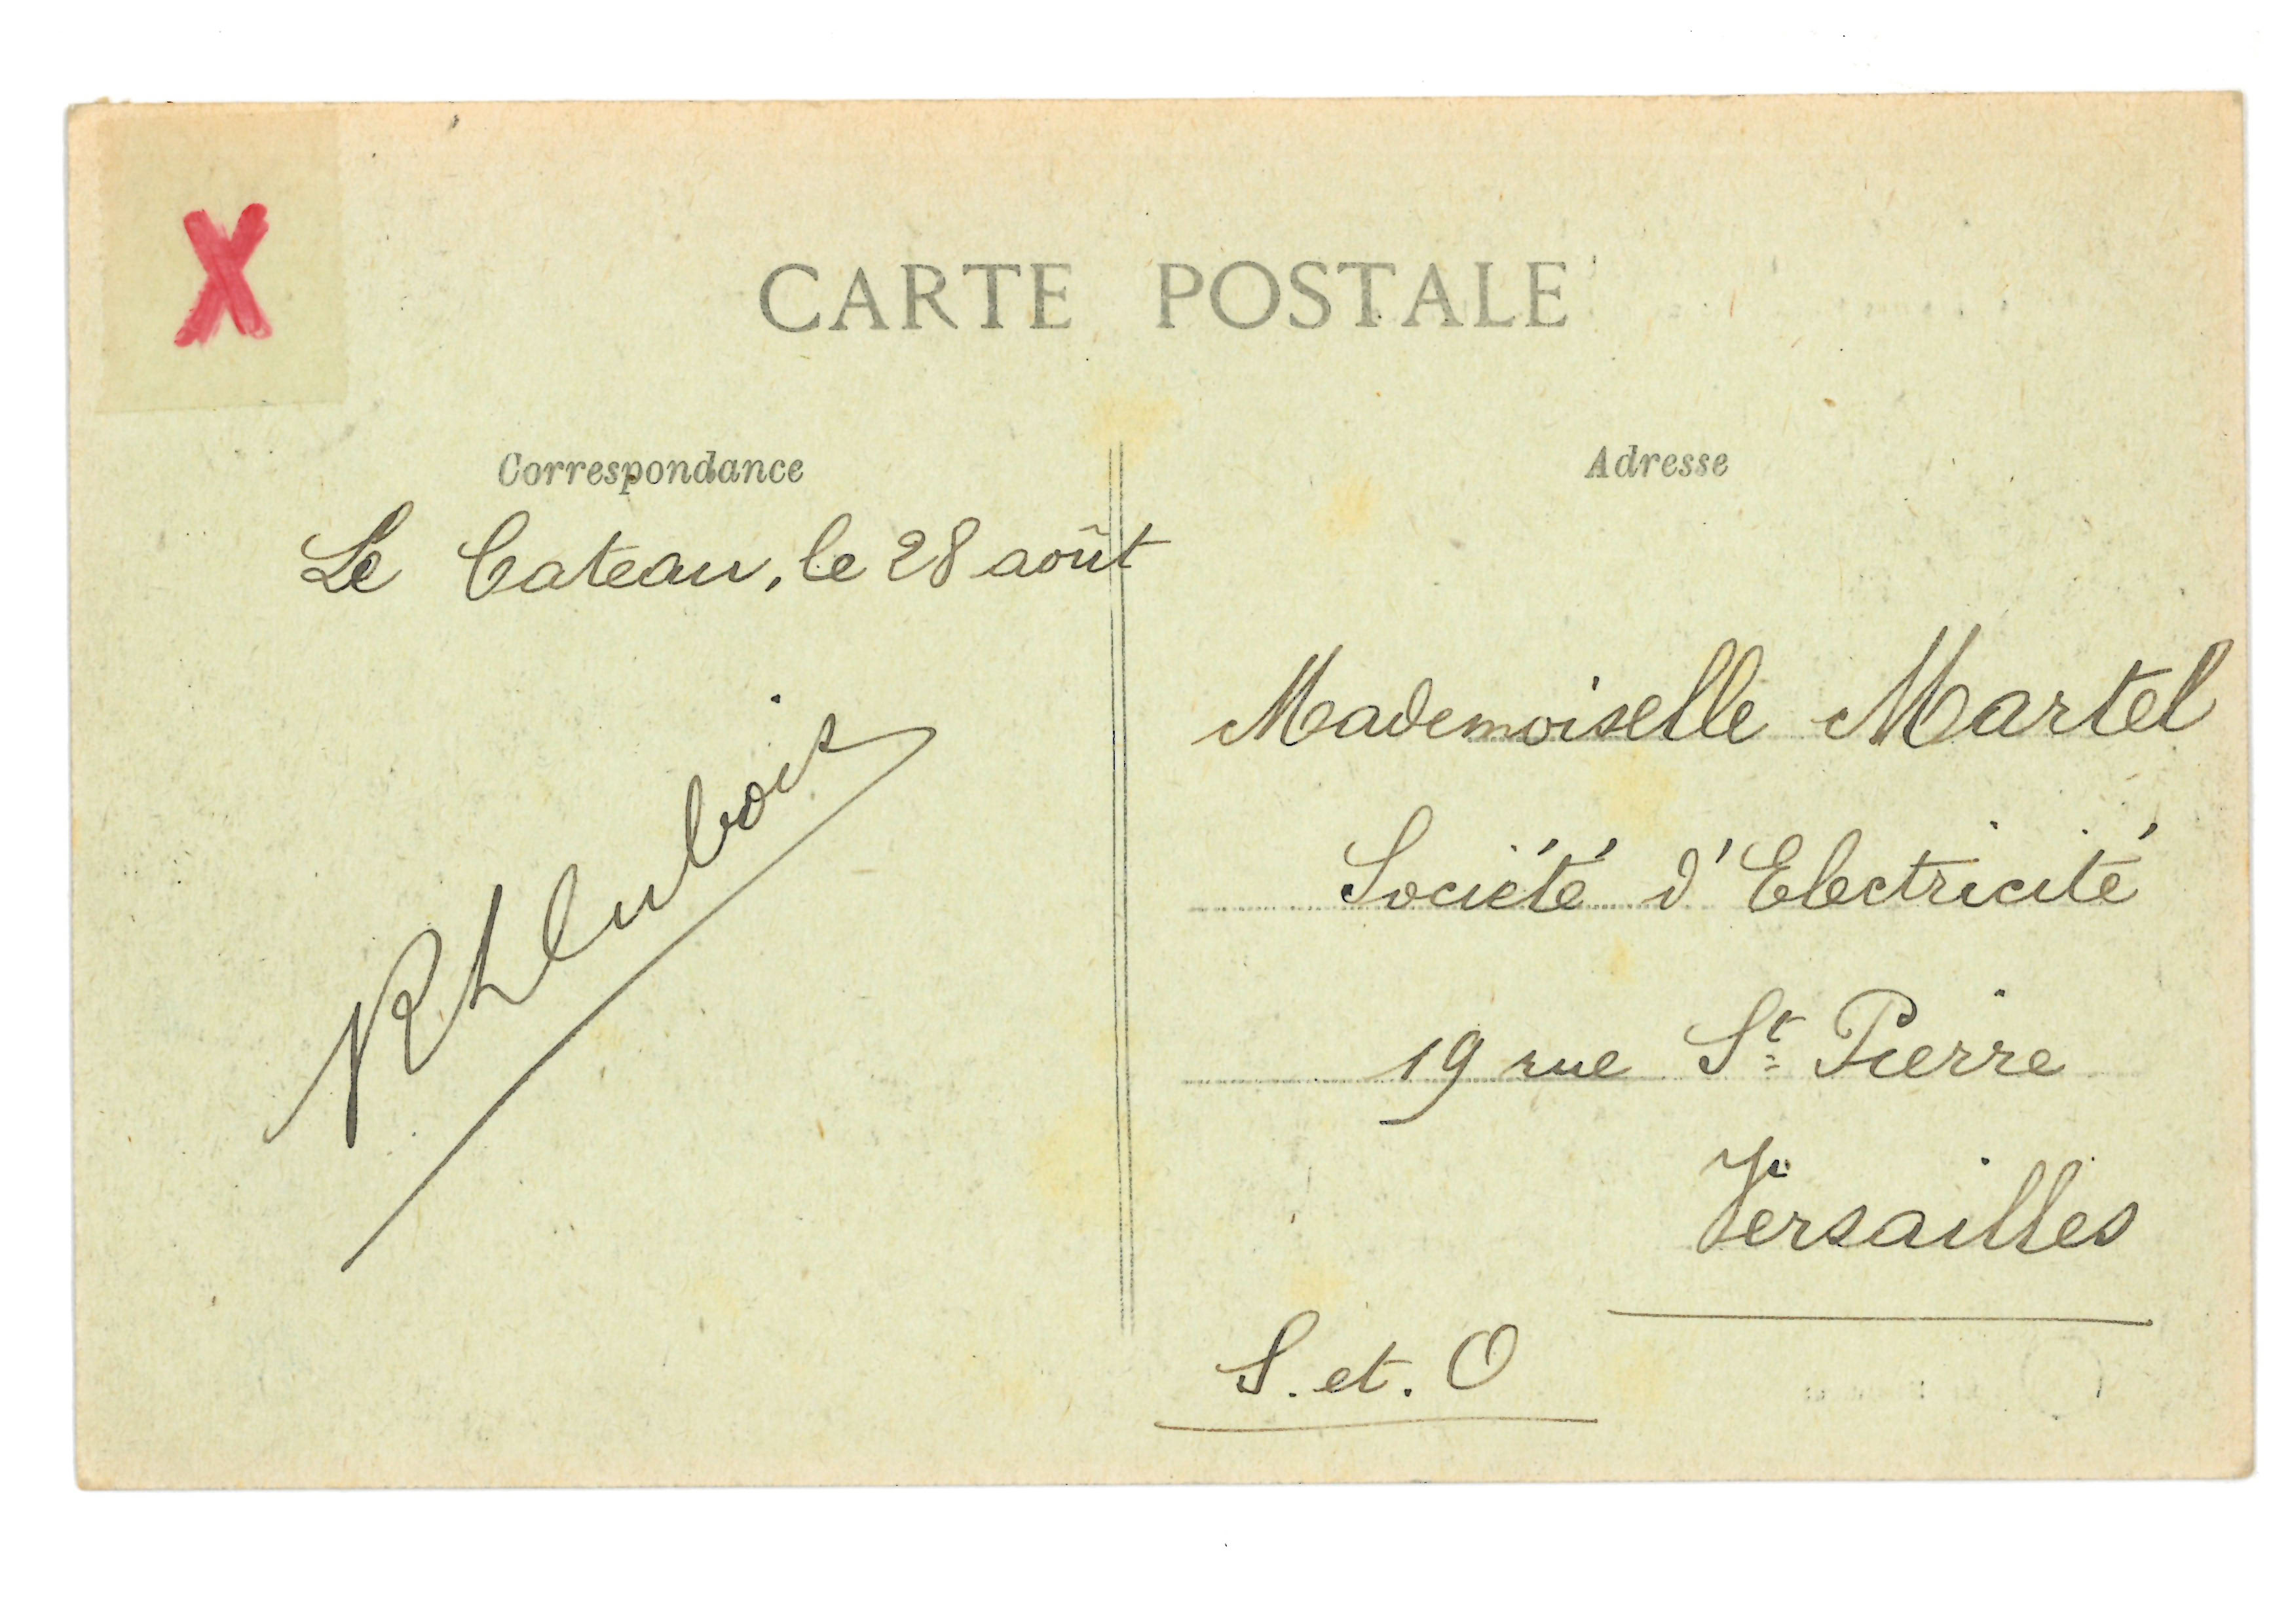 X
CARTE POSTALE
Correspondance
Le Cateau, le 28 août
Adresse
Mademoiselle Martel
Société d'Electricité
19 rue St Pierre
Versailles
S. et. O